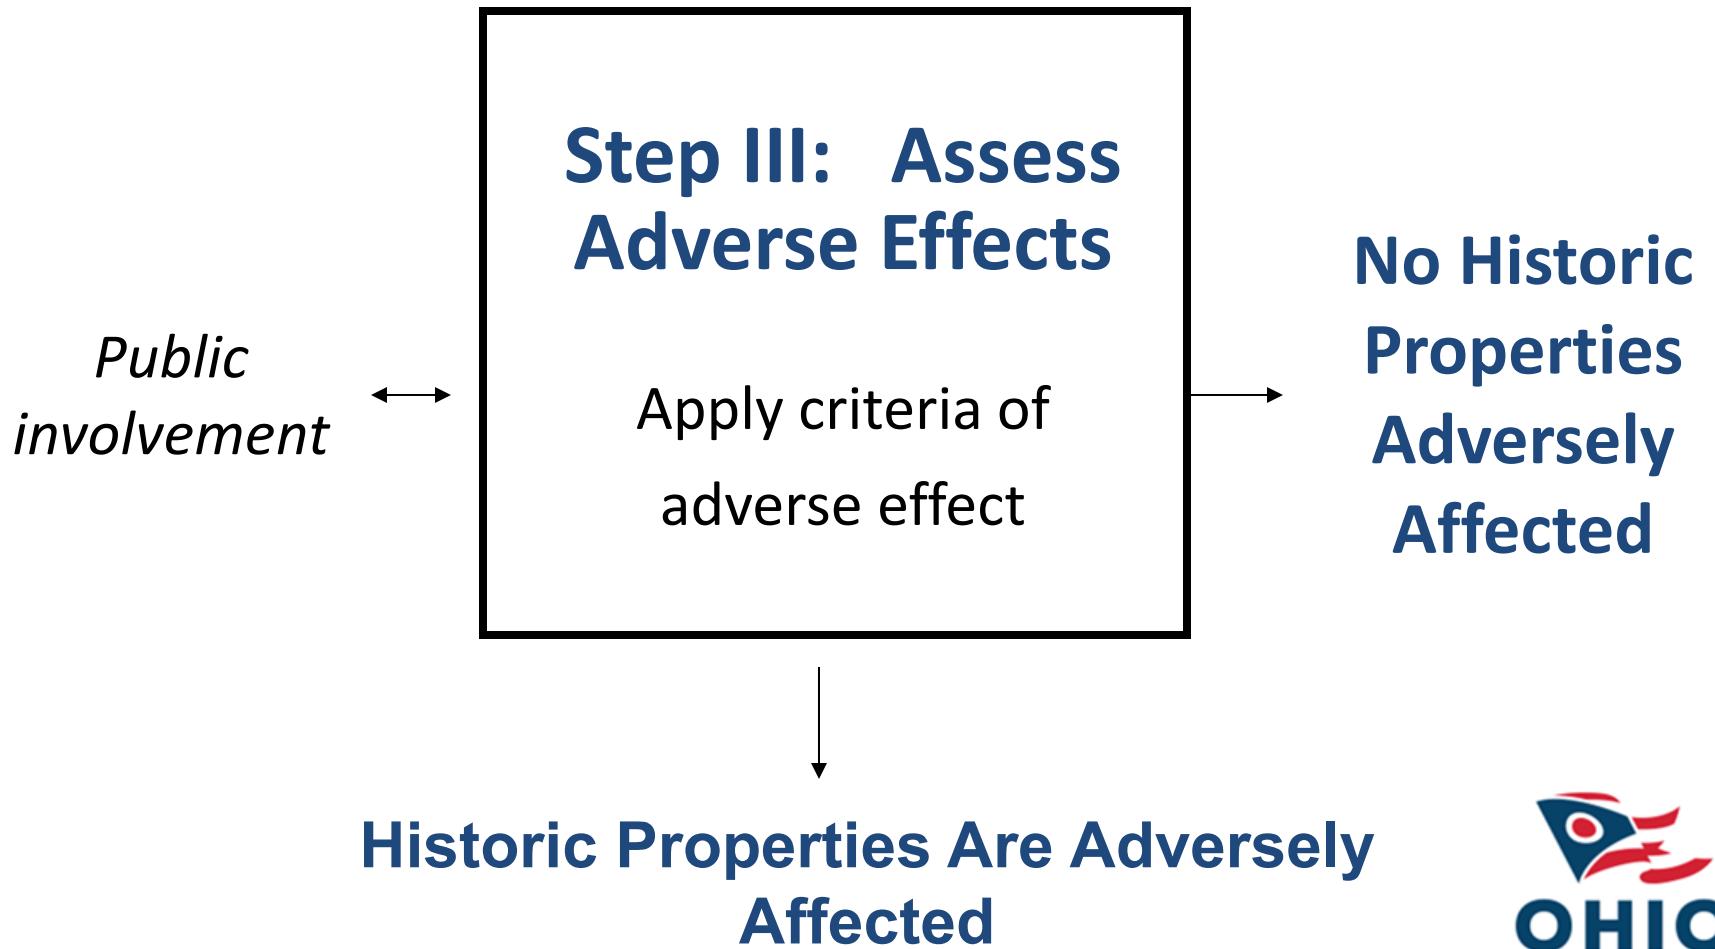 Step III: Assess
Adverse Effects
Apply criteria of
adverse effect
Public
involvement
No Historic
Properties
Adversely
Affected
Historic Properties Are Adversely
Affected
OHIO